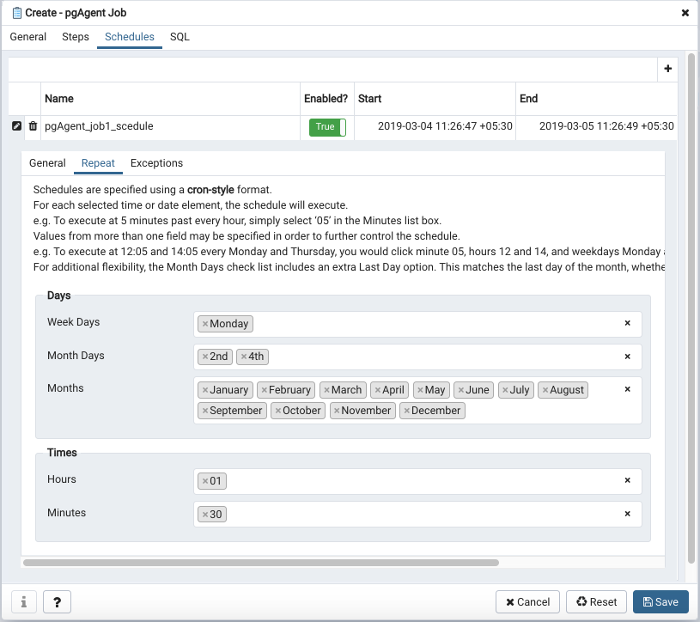 Create - pgAgent Job
General Steps Schedules SQL
Name Enabled? Start End
pgAgent_job1_scedule True 2019-03-04 11:26:47 +05:30 2019-03-05 11:26:49 +05:30
General Repeat Exceptions
Schedules are specified using a cron-style format.
For each selected time or date element, the schedule will execute.
e.g. To execute at 5 minutes past every hour, simply select ‘05’ in the Minutes list box.
Values from more than one field may be specified in order to further control the schedule.
e.g. To execute at 12:05 and 14:05 every Monday and Thursday, you would click minute 05, hours 12 and 14, and weekdays Monday
For additional flexibility, the Month Days check list includes an extra Last Day option. This matches the last day of the month, whethe
Days
Week Days ×Monday ×
Month Days ×2nd ×4th ×
Months ×January ×February ×March ×April ×May ×June ×July ×August ×
×September ×October ×November ×December
Times
Hours ×01 ×
Minutes ×30 ×
i ? Cancel Reset Save